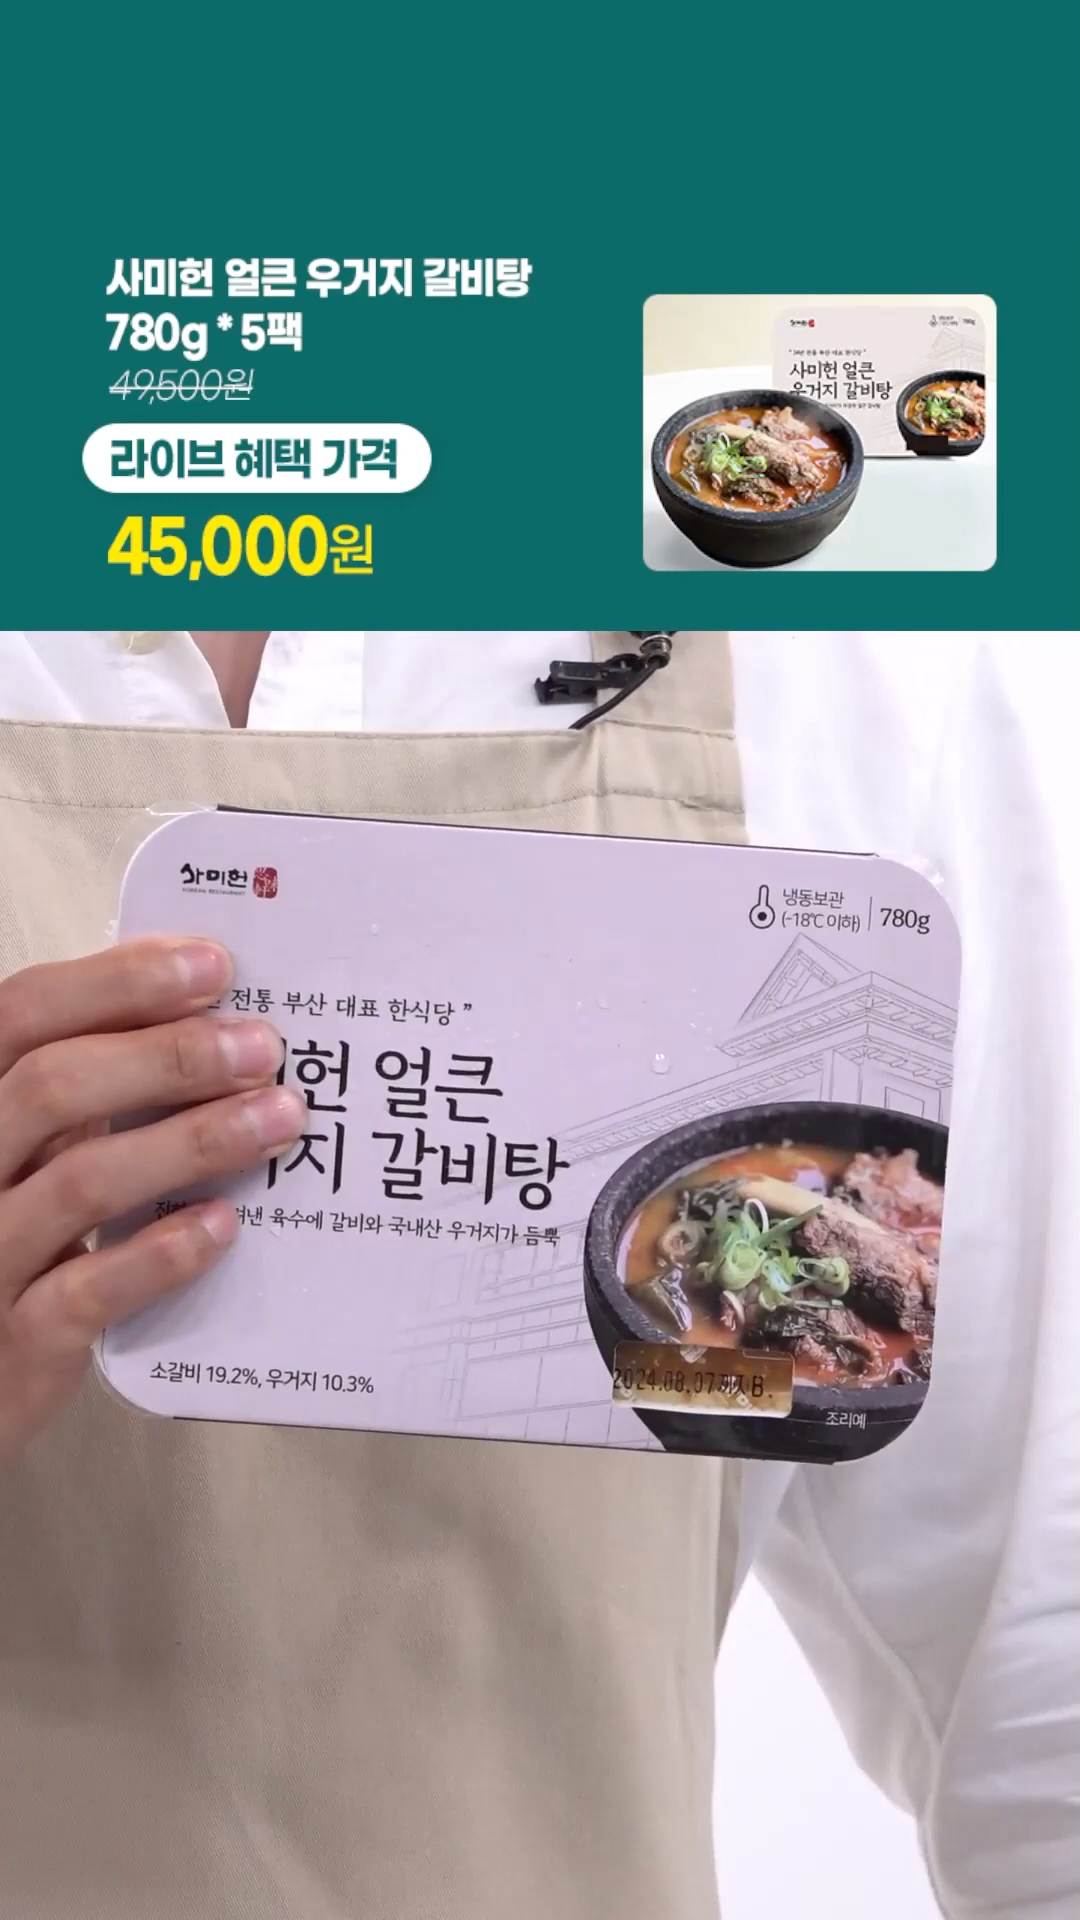 사미헌 얼큰 우거지 갈비탕
780g * 5팩
49,500원
라이브 혜택 가격
45,000원
사미헌
780g
전통 부산 대표 한식당"
사미헌 얼큰
우거지 갈비탕
사미헌
KOREAN RESTAURANT
냉동보관
(-18℃ 이하)
780g
전통 부산 대표 한식당 ”
헌 얼큰
지 갈비탕
육수에 갈비와 국내산 우거지가 듬뿍
소갈비 19.2%, 우거지 10.3%
2024.08.07까지 B.
조리예